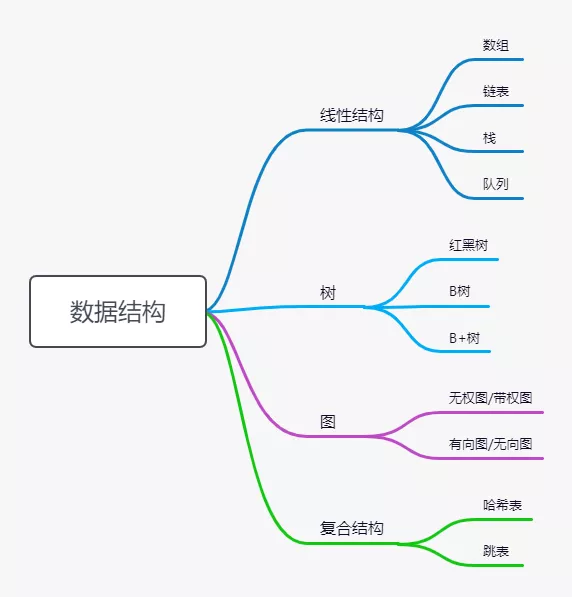 数据结构
线性结构
数组
链表
栈
队列
树
红黑树
B树
B+树
图
无权图/带权图
有向图/无向图
复合结构
哈希表
跳表